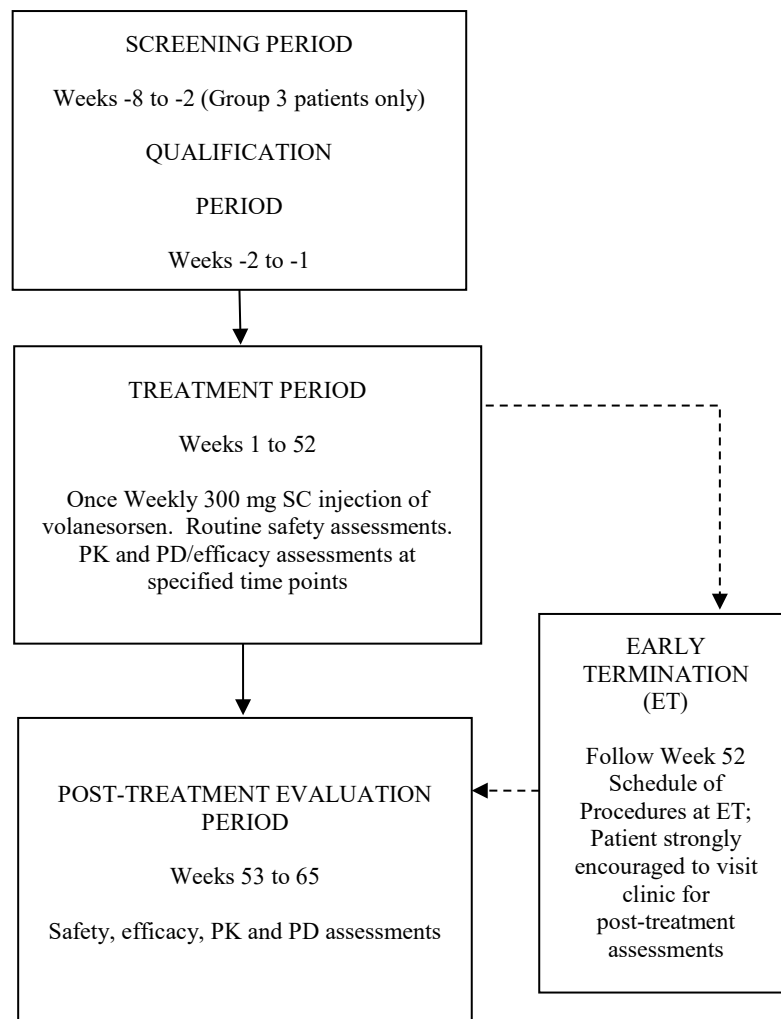 SCREENING PERIOD
Weeks -8 to -2 (Group 3 patients only)
QUALIFICATION
PERIOD
Weeks -2 to -1
TREATMENT PERIOD
Weeks 1 to 52
Once Weekly 300 mg SC injection of
volanesorsen.  Routine safety assessments.
PK and PD/efficacy assessments at
specified time points
EARLY
TERMINATION
(ET)
Follow Week 52
Schedule of
Procedures at ET;
Patient strongly
encouraged to visit
clinic for
post-treatment
assessments
POST-TREATMENT EVALUATION
PERIOD
Weeks 53 to 65
Safety, efficacy, PK and PD assessments